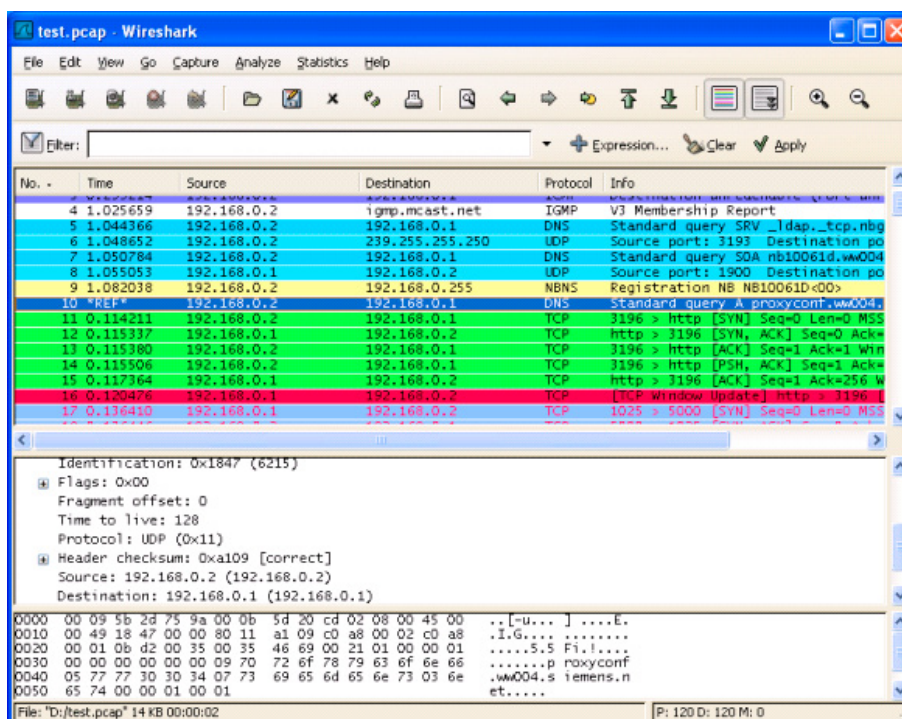 test.pcap - Wireshark
File Edit View Go Capture Analyze Statistics Help
Filter: Expression... Clear Apply
No. Time Source Destination Protocol Info
4 1.025659 192.168.0.2 igmp.mcast.net IGMP V3 Membership Report
5 1.044366 192.168.0.2 192.168.0.1 DNS Standard query SRV _ldap._tcp.nbg
6 1.048652 192.168.0.2 239.255.255.250 UDP Source port: 3193 Destination po
7 1.050784 192.168.0.2 192.168.0.1 DNS Standard query SOA nb10061d.ww004
8 1.055053 192.168.0.1 192.168.0.2 UDP Source port: 1900 Destination po
9 1.082038 192.168.0.2 192.168.0.255 NBNS Registration NB NB10061D<00>
10 *REF* 192.168.0.2 192.168.0.1 DNS Standard query A proxyconf.ww004.
11 0.114211 192.168.0.2 192.168.0.1 TCP 3196 > http [SYN] Seq=0 Len=0 MSS
12 0.115337 192.168.0.1 192.168.0.2 TCP http > 3196 [SYN, ACK] Seq=0 Ack=
13 0.115380 192.168.0.2 192.168.0.1 TCP 3196 > http [ACK] Seq=1 Ack=1 Win
14 0.115506 192.168.0.2 192.168.0.1 TCP 3196 > http [PSH, ACK] Seq=1 Ack=
15 0.117364 192.168.0.1 192.168.0.2 TCP http > 3196 [ACK] Seq=1 Ack=256 W
16 0.120476 192.168.0.1 192.168.0.2 TCP [TCP Window Update] http > 3196 [
17 0.136410 192.168.0.1 192.168.0.2 TCP 1025 > 5000 [SYN] Seq=0 Len=0 MSS
Identification: 0x1847 (6215)
Flags: 0x00
Fragment offset: 0
Time to live: 128
Protocol: UDP (0x11)
Header checksum: 0xa109 [correct]
Source: 192.168.0.2 (192.168.0.2)
Destination: 192.168.0.1 (192.168.0.1)
0000 00 09 5b 2d 75 9a 00 0b 5d 20 cd 02 08 00 45 00 ..[-u... ] ....E.
0010 00 49 18 47 00 00 80 11 a1 09 c0 a8 00 02 c0 a8 .I.G.... ........
0020 00 01 0b d2 00 35 00 35 46 69 00 21 01 00 00 01 .....5.5 Fi.!....
0030 00 00 00 00 00 00 09 70 72 6f 78 79 63 6f 6e 66 .......p roxyconf
0040 05 77 77 30 30 34 07 73 69 65 6d 65 6e 73 03 6e .ww004.s iemens.n
0050 65 74 00 00 01 00 01 et.....
File: "D:/test.pcap" 14 KB 00:00:02 P: 120 D: 120 M: 0